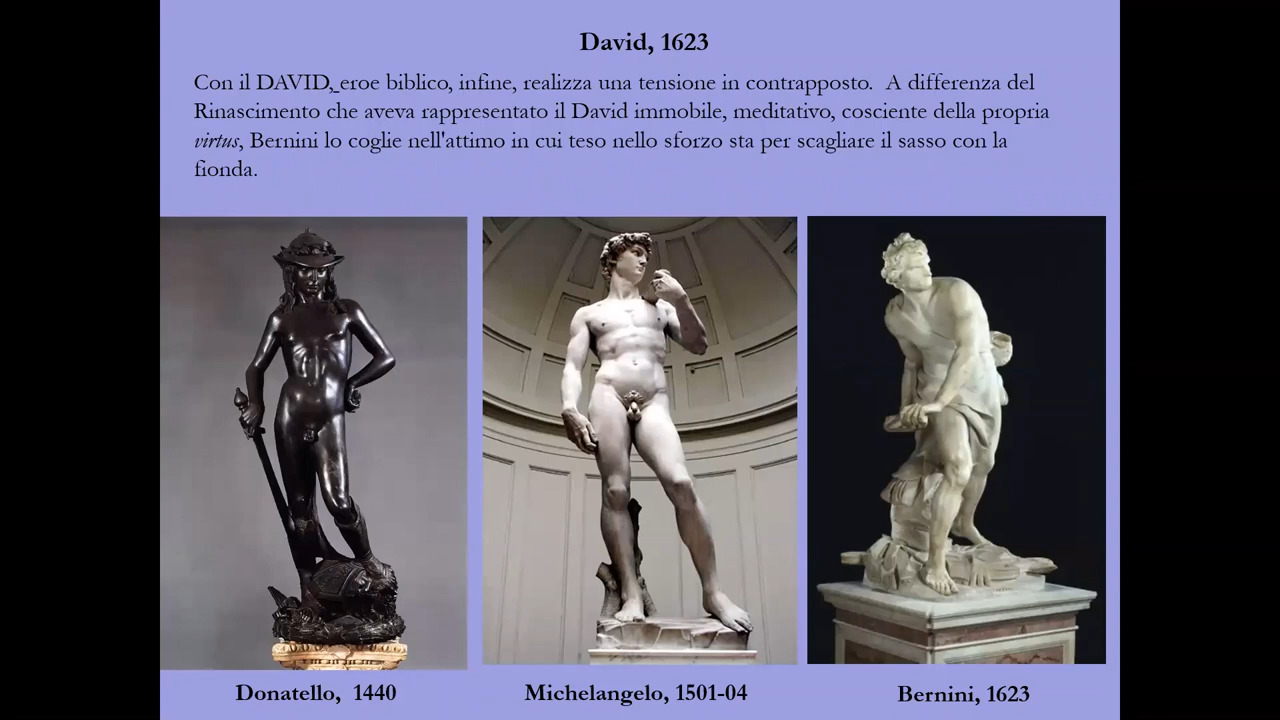 David, 1623
Con il DAVID, eroe biblico, infine, realizza una tensione in contrapposto. A differenza del
Rinascimento che aveva rappresentato il David immobile, meditativo, cosciente della propria
virtus, Bernini lo coglie nell'attimo in cui teso nello sforzo sta per scagliare il sasso con la
fionda.
Donatello, 1440
Michelangelo, 1501-04
Bernini, 1623